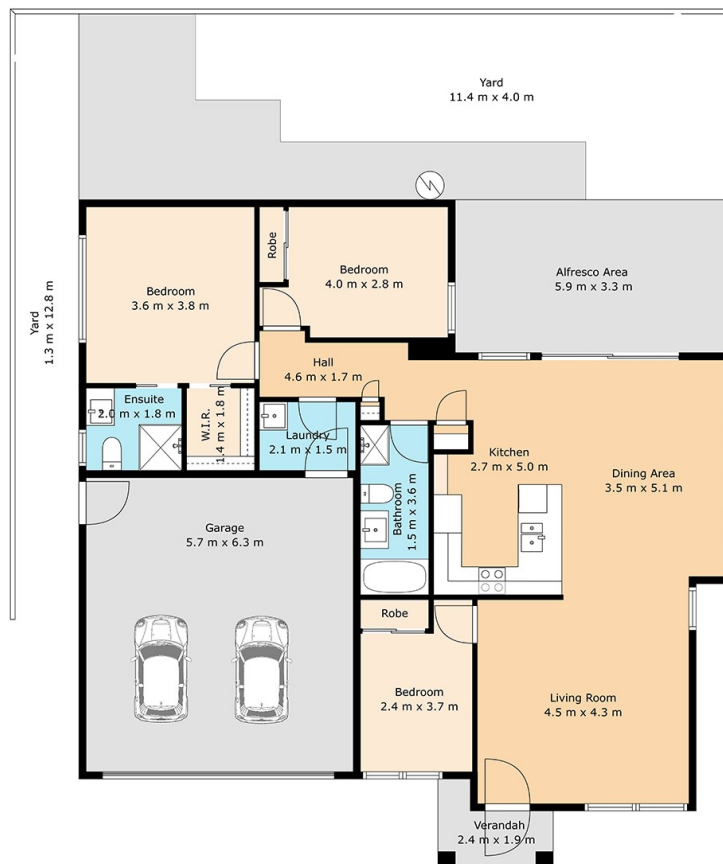 Yard
11.4 m x 4.0 m
Yard
1.3 m x 12.8 m
Bedroom
3.6 m x 3.8 m
Robe
Bedroom
4.0 m x 2.8 m
Alfresco Area
5.9 m x 3.3 m
Hall
4.6 m x 1.7 m
Ensuite
2.0 m x 1.8 m
W.I.R.
1.4 m x 1.8 m
Laundry
2.1 m x 1.5 m
Bathroom
1.5 m x 3.6 m
Kitchen
2.7 m x 5.0 m
Dining Area
3.5 m x 5.1 m
Garage
5.7 m x 6.3 m
Robe
Bedroom
2.4 m x 3.7 m
Living Room
4.5 m x 4.3 m
Verandah
2.4 m x 1.9 m